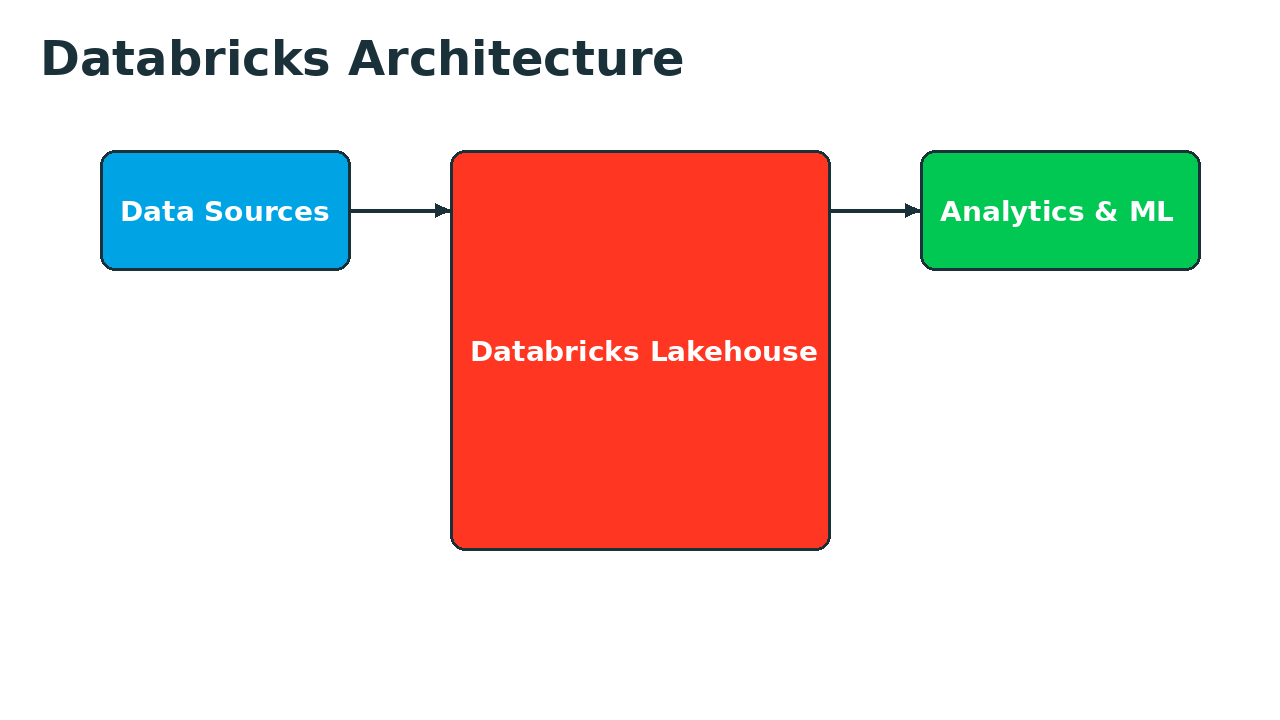 Databricks Architecture
Data Sources
Analytics & ML
Databricks Lakehouse